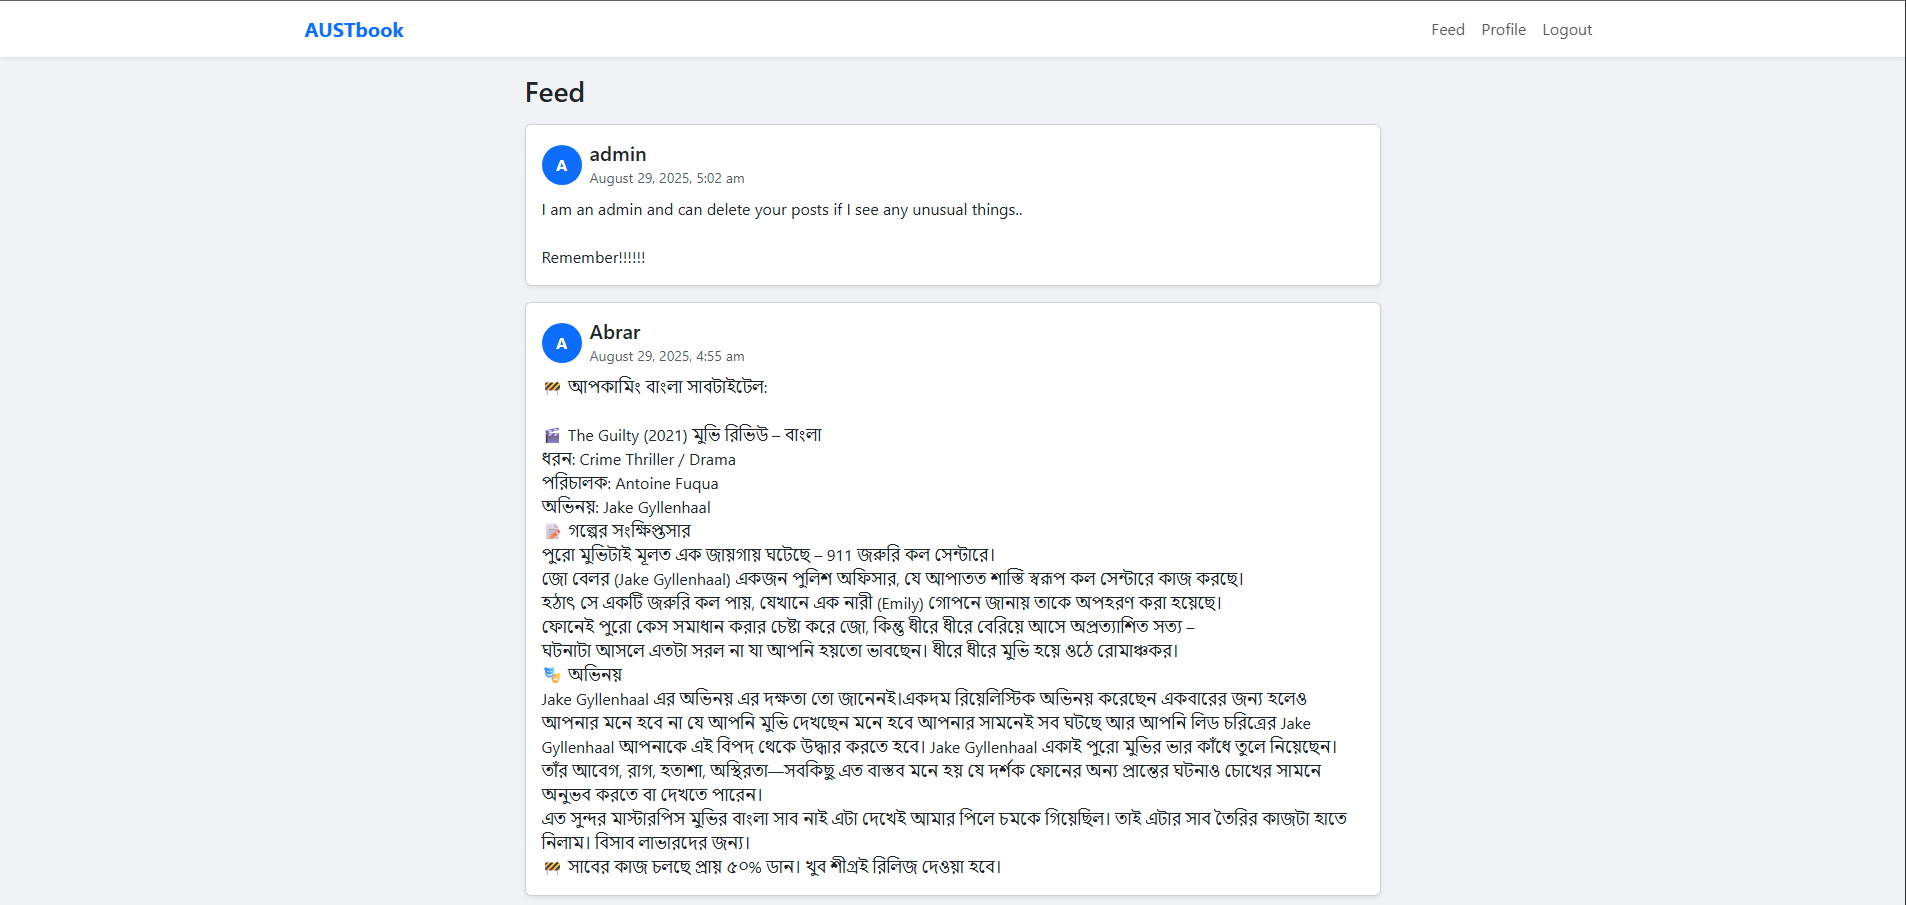 AUSTbook
Feed Profile Logout
Feed
A
admin
August 29, 2025, 5:02 am
I am an admin and can delete your posts if I see any unusual things..
Remember!!!!!!
A
Abrar
August 29, 2025, 4:55 am
🚧 আপকামিং বাংলা সাবটাইটেল:
🎬 The Guilty (2021) মুভি রিভিউ – বাংলা
ধরন: Crime Thriller / Drama
পরিচালক: Antoine Fuqua
অভিনয়: Jake Gyllenhaal
📝 গল্পের সংক্ষিপ্তসার
পুরো মুভিটাই মূলত এক জায়গায় ঘটেছে – 911 জরুরি কল সেন্টারে।
জো বেলর (Jake Gyllenhaal) একজন পুলিশ অফিসার, যে আপাতত শাস্তি স্বরূপ কল সেন্টারে কাজ করছে।
হঠাৎ সে একটি জরুরি কল পায়, যেখানে এক নারী (Emily) গোপনে জানায় তাকে অপহরণ করা হয়েছে।
ফোনেই পুরো কেস সমাধান করার চেষ্টা করে জো, কিন্তু ধীরে ধীরে বেরিয়ে আসে অপ্রত্যাশিত সত্য –
ঘটনাটা আসলে এতটা সরল না যা আপনি হয়তো ভাবছেন। ধীরে ধীরে মুভি হয়ে ওঠে রোমাঞ্চকর।
🎭 অভিনয়
Jake Gyllenhaal এর অভিনয় এর দক্ষতা তো জানেনই।একদম রিয়েলিস্টিক অভিনয় করেছেন একবারের জন্য হলেও
আপনার মনে হবে না যে আপনি মুভি দেখছেন মনে হবে আপনার সামনেই সব ঘটছে আর আপনি লিড চরিত্রের Jake
Gyllenhaal আপনাকে এই বিপদ থেকে উদ্ধার করতে হবে। Jake Gyllenhaal একাই পুরো মুভির ভার কাঁধে তুলে নিয়েছেন।
তাঁর আবেগ, রাগ, হতাশা, অস্থিরতা—সবকিছু এত বাস্তব মনে হয় যে দর্শক ফোনের অন্য প্রান্তের ঘটনাও চোখের সামনে
অনুভব করতে বা দেখতে পারেন।
এত সুন্দর মাস্টারপিস মুভির বাংলা সাব নাই এটা দেখেই আমার পিলে চমকে গিয়েছিল। তাই এটার সাব তৈরির কাজটা হাতে
নিলাম। বিসাব লাভারদের জন্য।
🚧 সাবের কাজ চলছে প্রায় ৫০% ডান। খুব শীগ্রই রিলিজ দেওয়া হবে।